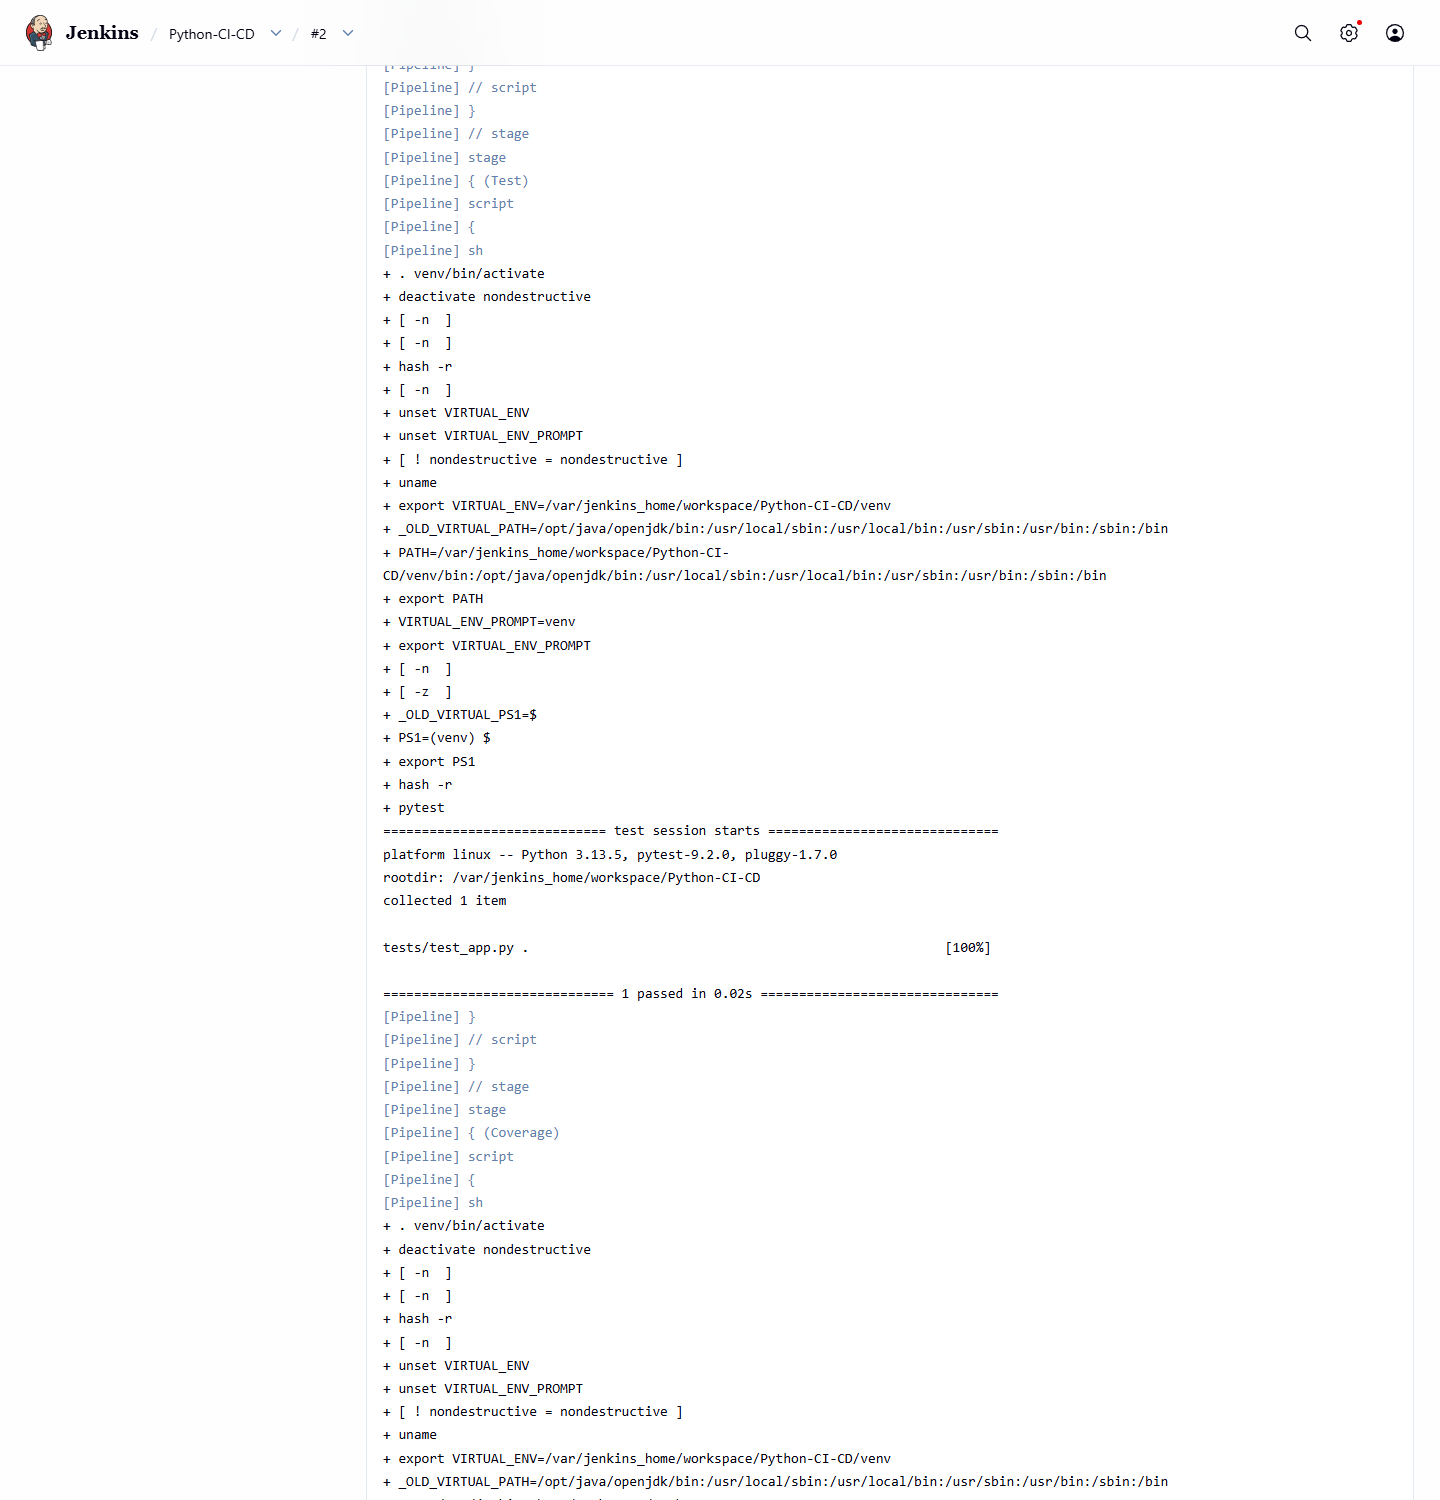 Jenkins / Python-CI-CD / #2
[Pipeline] }
[Pipeline] // script
[Pipeline] }
[Pipeline] // stage
[Pipeline] stage
[Pipeline] { (Test)
[Pipeline] script
[Pipeline] {
[Pipeline] sh
+ . venv/bin/activate
+ deactivate nondestructive
+ [ -n  ]
+ [ -n  ]
+ hash -r
+ [ -n  ]
+ unset VIRTUAL_ENV
+ unset VIRTUAL_ENV_PROMPT
+ [ ! nondestructive = nondestructive ]
+ uname
+ export VIRTUAL_ENV=/var/jenkins_home/workspace/Python-CI-CD/venv
+ _OLD_VIRTUAL_PATH=/opt/java/openjdk/bin:/usr/local/sbin:/usr/local/bin:/usr/sbin:/usr/bin:/sbin:/bin
+ PATH=/var/jenkins_home/workspace/Python-CI-
CD/venv/bin:/opt/java/openjdk/bin:/usr/local/sbin:/usr/local/bin:/usr/sbin:/usr/bin:/sbin:/bin
+ export PATH
+ VIRTUAL_ENV_PROMPT=venv
+ export VIRTUAL_ENV_PROMPT
+ [ -n  ]
+ [ -z  ]
+ _OLD_VIRTUAL_PS1=$
+ PS1=(venv) $
+ export PS1
+ hash -r
+ pytest
============================= test session starts ==============================
platform linux -- Python 3.13.5, pytest-9.2.0, pluggy-1.7.0
rootdir: /var/jenkins_home/workspace/Python-CI-CD
collected 1 item
tests/test_app.py .                                                      [100%]
============================== 1 passed in 0.02s ===============================
[Pipeline] }
[Pipeline] // script
[Pipeline] }
[Pipeline] // stage
[Pipeline] stage
[Pipeline] { (Coverage)
[Pipeline] script
[Pipeline] {
[Pipeline] sh
+ . venv/bin/activate
+ deactivate nondestructive
+ [ -n  ]
+ [ -n  ]
+ hash -r
+ [ -n  ]
+ unset VIRTUAL_ENV
+ unset VIRTUAL_ENV_PROMPT
+ [ ! nondestructive = nondestructive ]
+ uname
+ export VIRTUAL_ENV=/var/jenkins_home/workspace/Python-CI-CD/venv
+ _OLD_VIRTUAL_PATH=/opt/java/openjdk/bin:/usr/local/sbin:/usr/local/bin:/usr/sbin:/usr/bin:/sbin:/bin